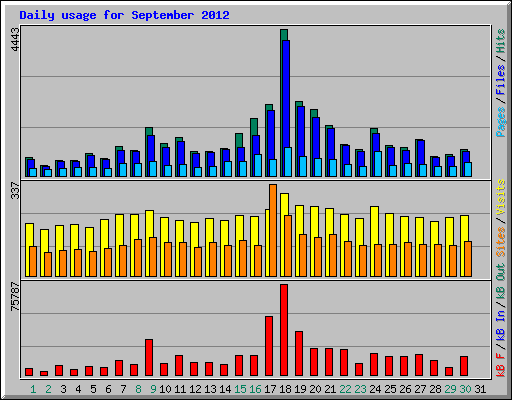 Daily usage for September 2012
4443
Pages / Files / Hits
337
Sites / Visits
75787
kB F / kB In / kB Out
1 2 3 4 5 6 7 8 9 10 11 12 13 14 15 16 17 18 19 20 21 22 23 24 25 26 27 28 29 30 31